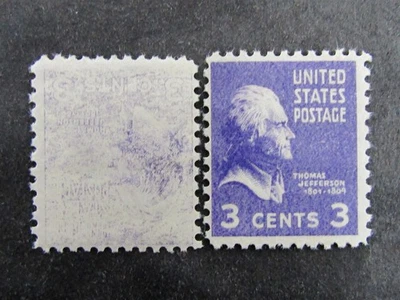 UNITED
STATES
POSTAGE
THOMAS
JEFFERSON
1801-1809
3 CENTS 3